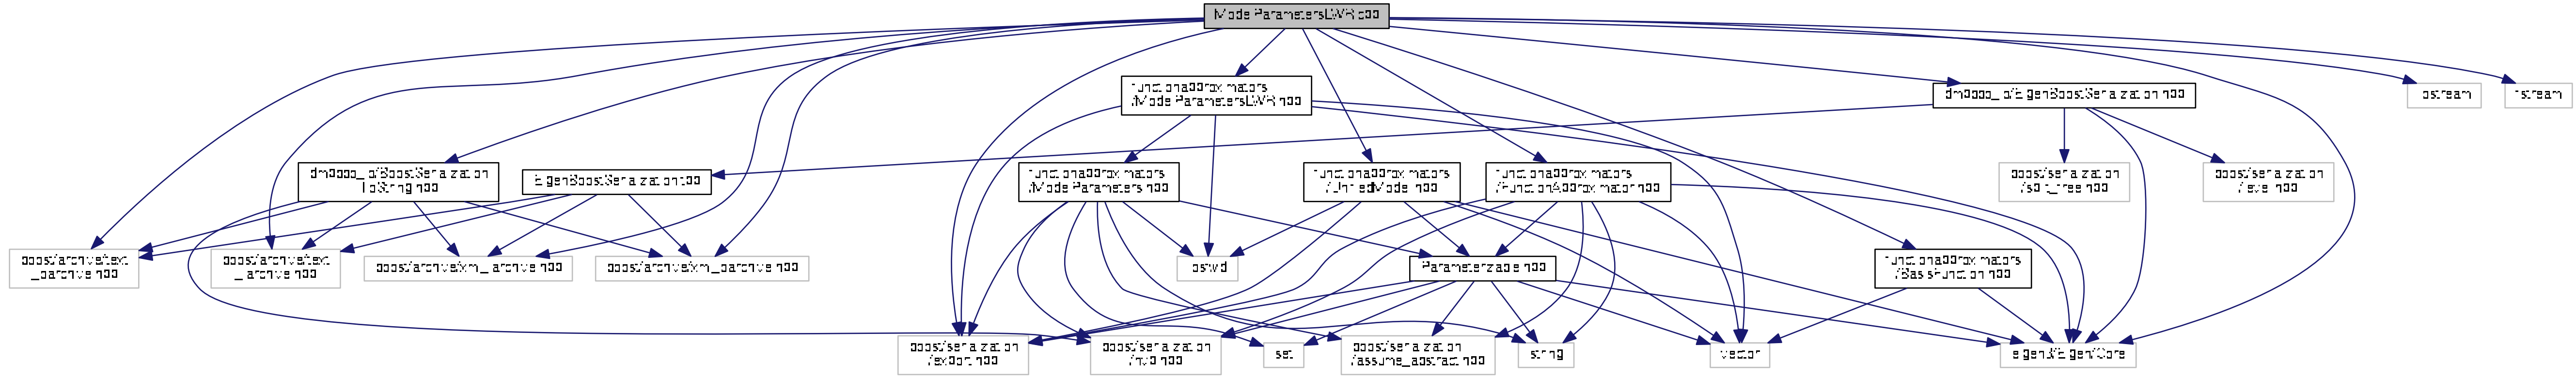 ModelParametersLWR.cpp
functionapproximators
/ModelParametersLWR.hpp
dmpbbo_io/EigenBoostSerialization.hpp
iostream
fstream
dmpbbo_io/BoostSerialization
ToString.hpp
EigenBoostSerialization.tpp
functionapproximators
/ModelParameters.hpp
functionapproximators
/UnifiedModel.hpp
functionapproximators
/FunctionApproximator.hpp
boost/serialization
/split_free.hpp
boost/serialization
/level.hpp
boost/archive/text
_oarchive.hpp
boost/archive/text
_iarchive.hpp
boost/archive/xml_iarchive.hpp
boost/archive/xml_oarchive.hpp
iosfwd
Parameterizable.hpp
functionapproximators
/BasisFunction.hpp
boost/serialization
/export.hpp
boost/serialization
/nvp.hpp
set
boost/serialization
/assume_abstract.hpp
string
vector
eigen3/Eigen/Core